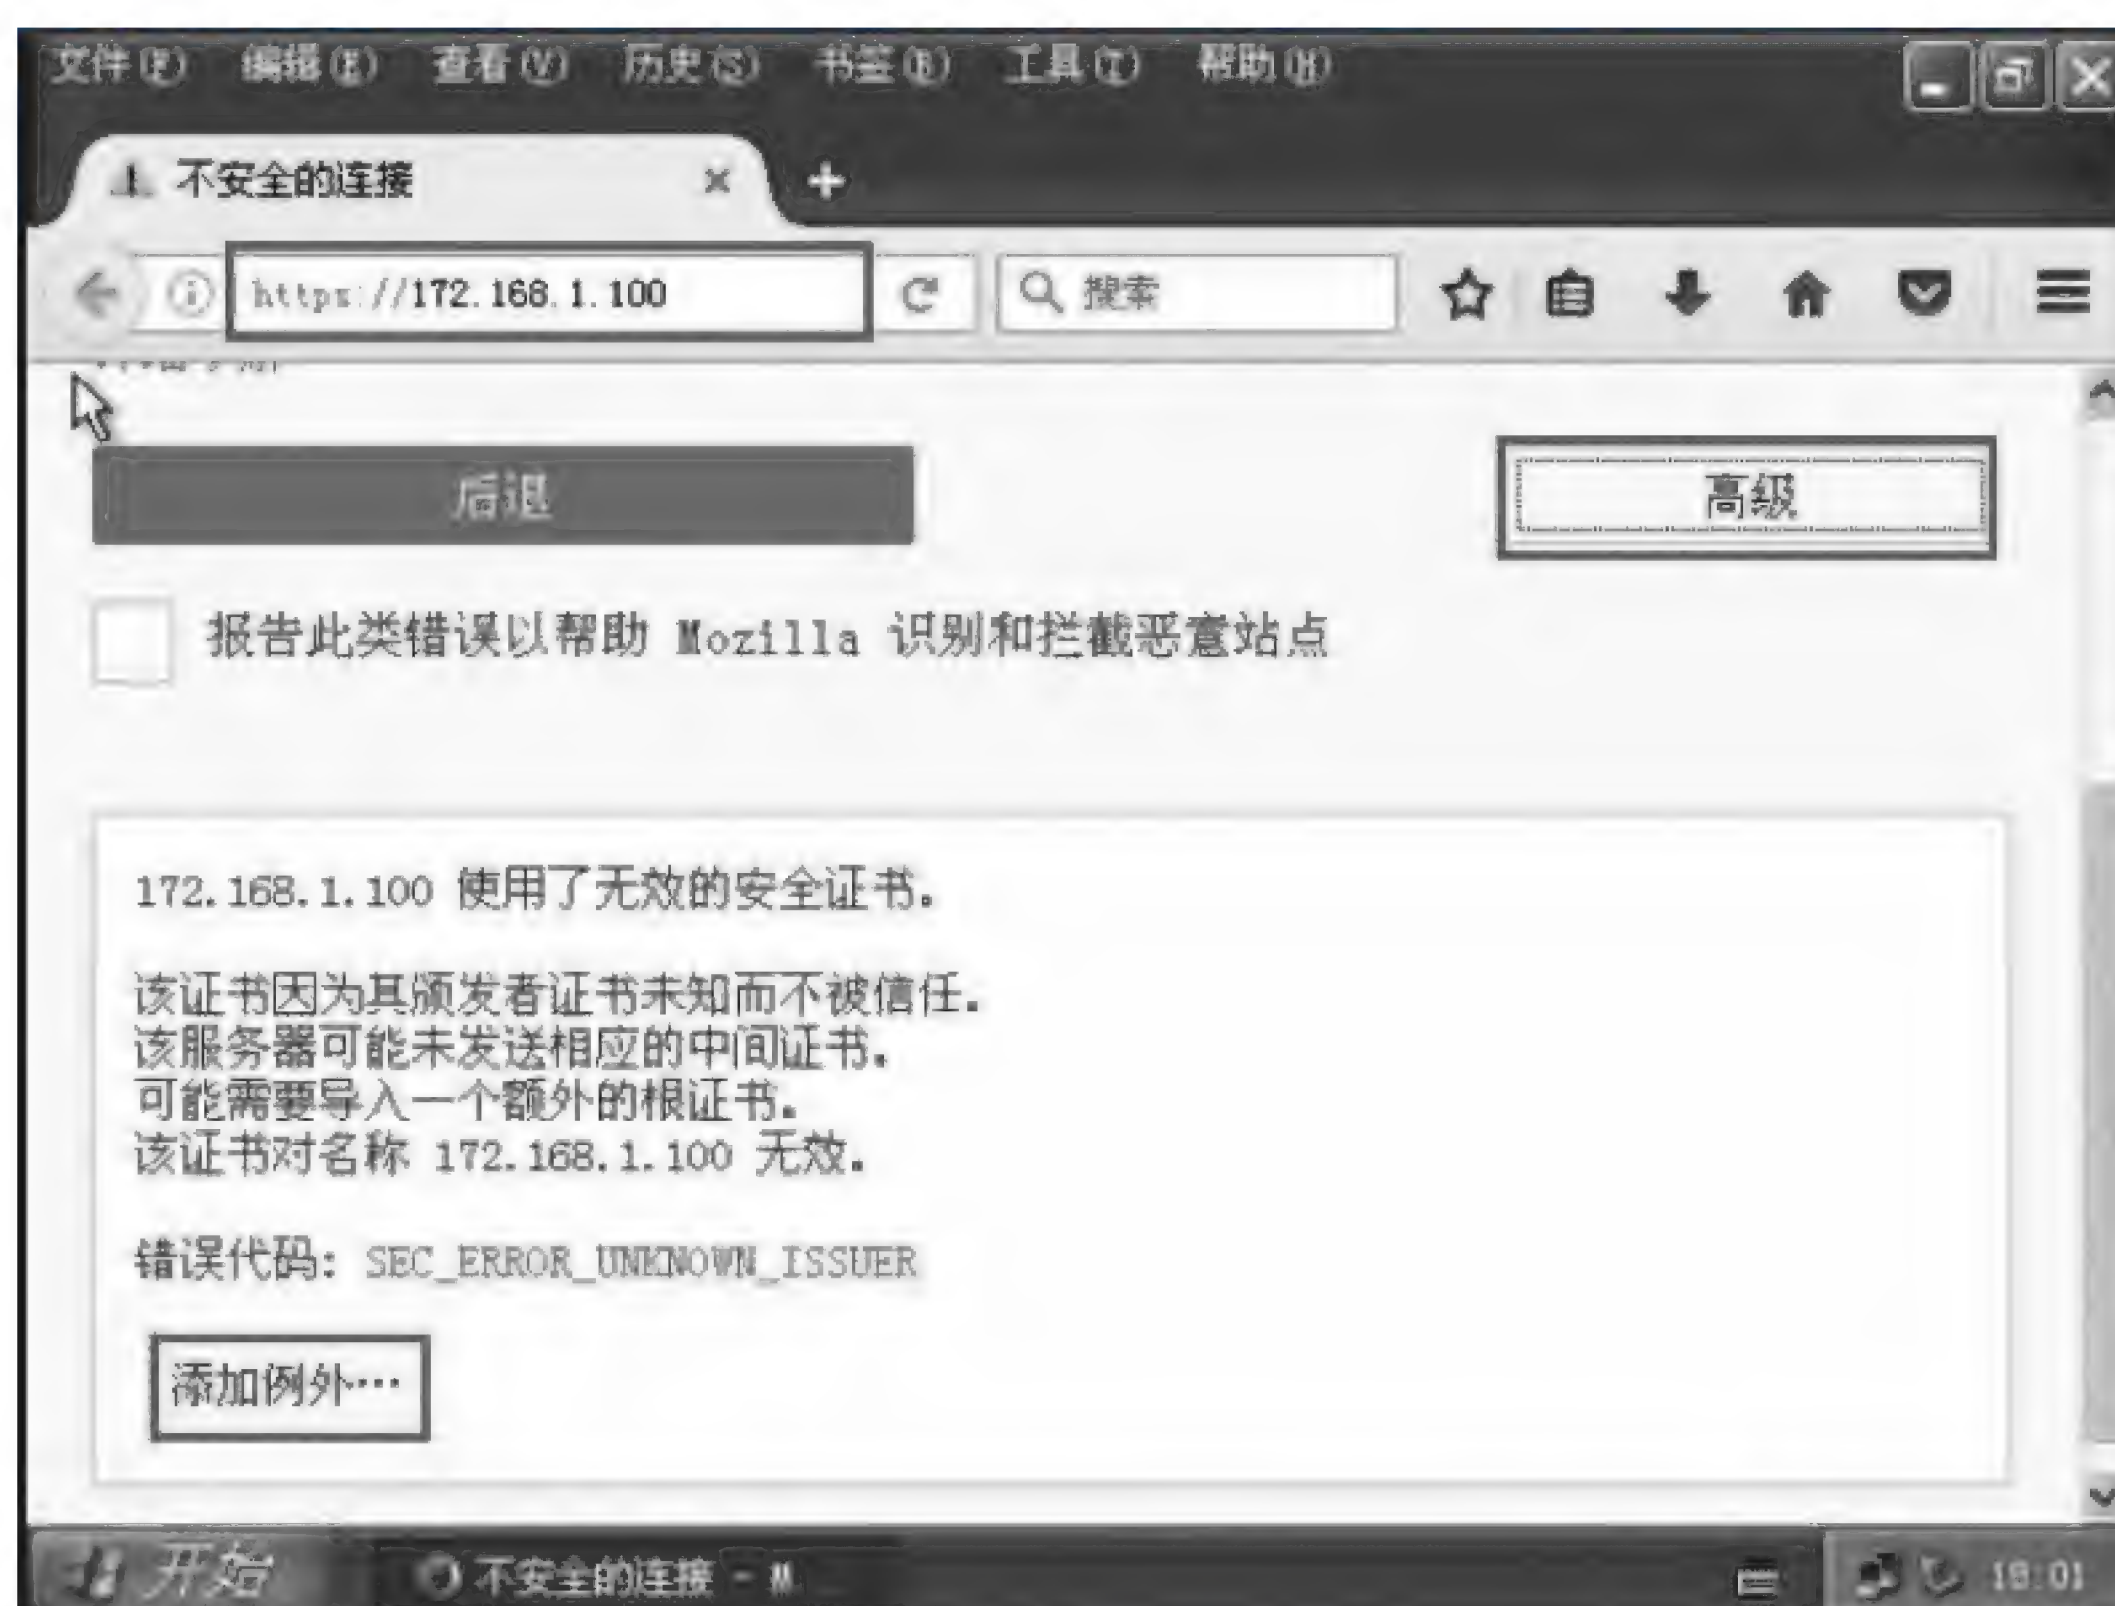 文件(F) 编辑(E) 查看(V) 历史(S) 书签(B) 工具(T) 帮助(H)
不安全的连接
https://172.168.1.100
搜索
后退
高级
报告此类错误以帮助 Mozilla 识别和拦截恶意站点
172.168.1.100 使用了无效的安全证书。
该证书因为其颁发者证书未知而不被信任。
该服务器可能未发送相应的中间证书。
可能需要导入一个额外的根证书。
该证书对名称 172.168.1.100 无效。
错误代码: SEC_ERROR_UNKNOWN_ISSUER
添加例外…
开始
不安全的连接 - M
18:01